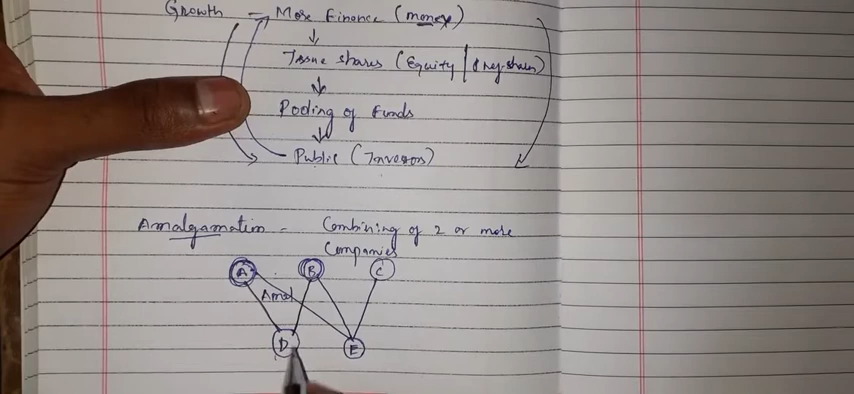 Growth - More Finance (money)
Issue shares (Equity | Pref. shares)
Pooling of Funds
Public (Investors)
Amalgamation - Combining of 2 or more
Companies
A B C
Amal
D E